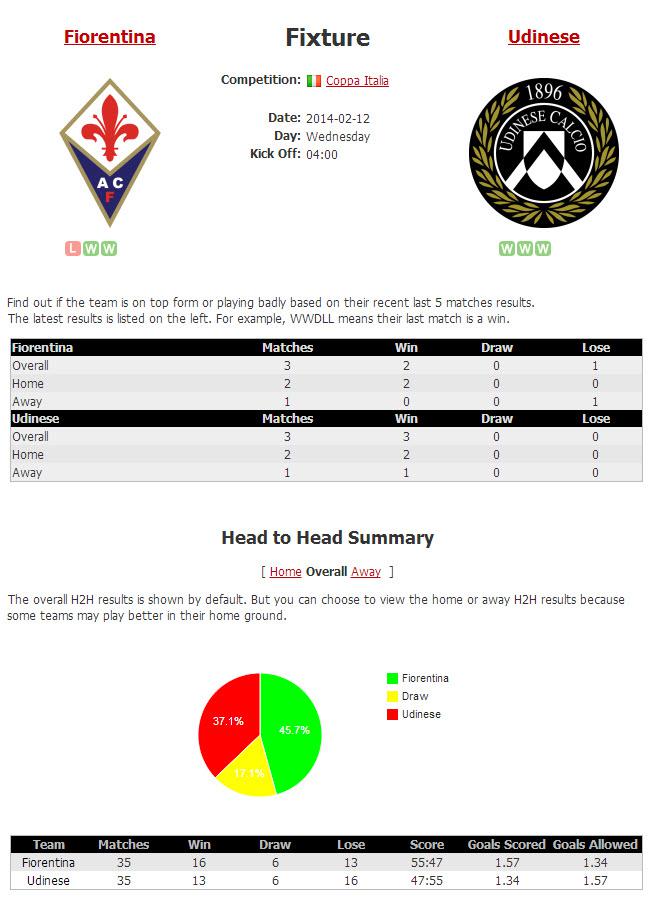 Fiorentina Fixture Udinese
Competition: Coppa Italia
Date: 2014-02-12
Day: Wednesday
Kick Off: 04:00
A C
F
1896
UDINESE CALCIO
L W W
W W W
Find out if the team is on top form or playing badly based on their recent last 5 matches results.
The latest results is listed on the left. For example, WWDLL means their last match is a win.
Fiorentina Matches Win Draw Lose
Overall 3 2 0 1
Home 2 2 0 0
Away 1 0 0 1
Udinese Matches Win Draw Lose
Overall 3 3 0 0
Home 2 2 0 0
Away 1 1 0 0
Head to Head Summary
[ Home Overall Away ]
The overall H2H results is shown by default. But you can choose to view the home or away H2H results because
some teams may play better in their home ground.
Fiorentina
Draw
Udinese
37.1%
45.7%
17.1%
Team Matches Win Draw Lose Score Goals Scored Goals Allowed
Fiorentina 35 16 6 13 55:47 1.57 1.34
Udinese 35 13 6 16 47:55 1.34 1.57